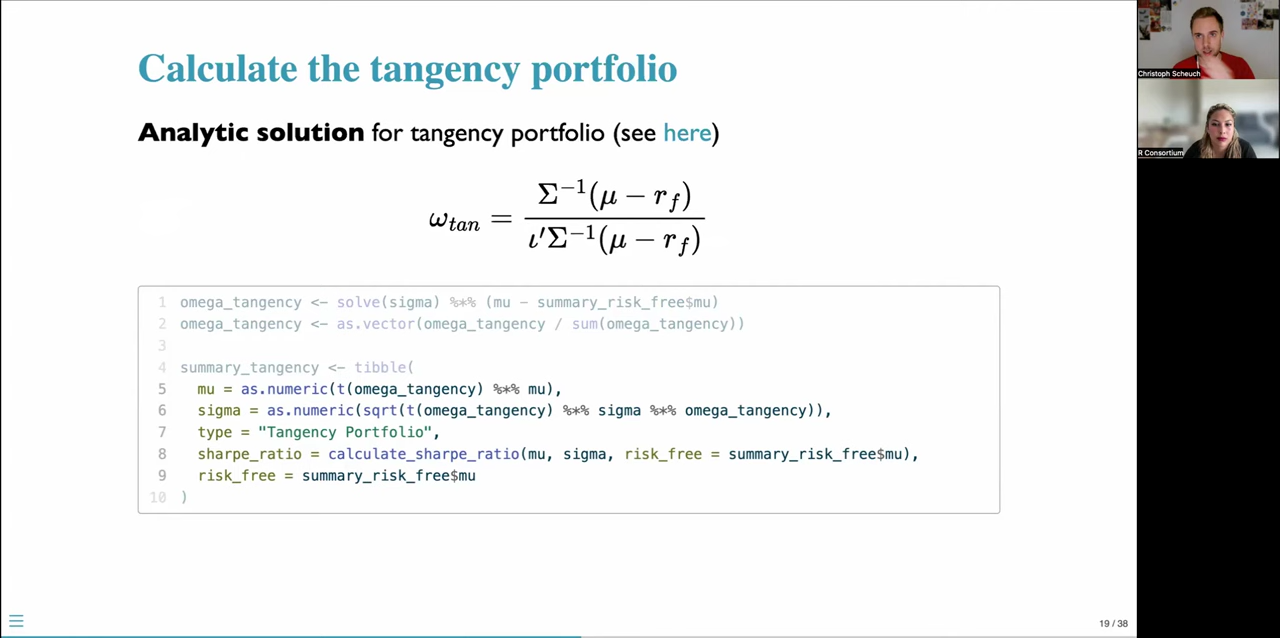 Calculate the tangency portfolio
Analytic solution for tangency portfolio (see here)
ω_tan = Σ⁻¹(μ − r_f) / ι′Σ⁻¹(μ − r_f)
1 omega_tangency <- solve(sigma) %*% (mu - summary_risk_free$mu)
2 omega_tangency <- as.vector(omega_tangency / sum(omega_tangency))
3
4 summary_tangency <- tibble(
5 mu = as.numeric(t(omega_tangency) %*% mu),
6 sigma = as.numeric(sqrt(t(omega_tangency) %*% sigma %*% omega_tangency)),
7 type = "Tangency Portfolio",
8 sharpe_ratio = calculate_sharpe_ratio(mu, sigma, risk_free = summary_risk_free$mu),
9 risk_free = summary_risk_free$mu
10 )
19 / 38
Christoph Scheuch
R Consortium